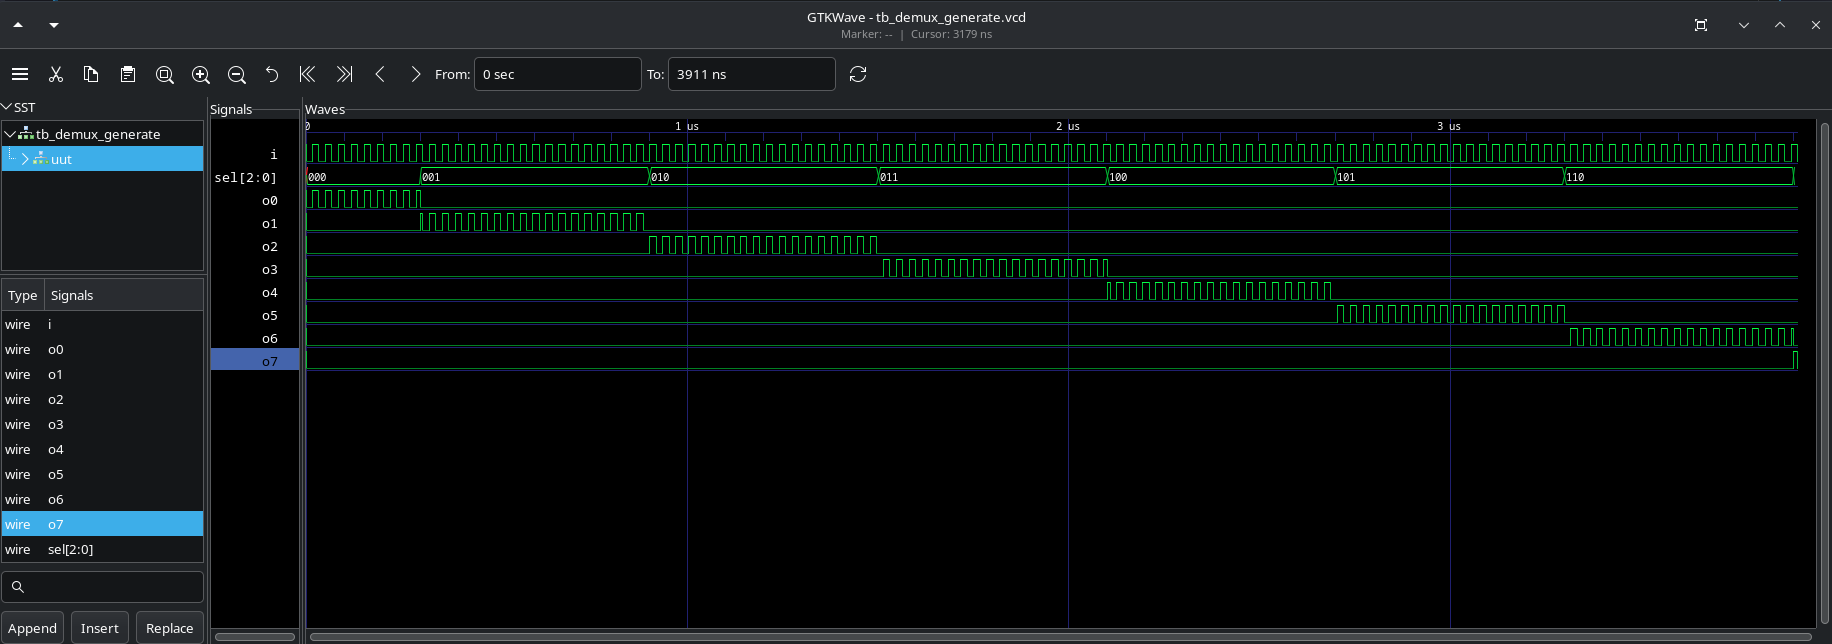 GTKWave - tb_demux_generate.vcd
Marker: -- | Cursor: 3179 ns
From: 0 sec To: 3911 ns
SST
tb_demux_generate
uut
Type Signals
wire i
wire o0
wire o1
wire o2
wire o3
wire o4
wire o5
wire o6
wire o7
wire sel[2:0]
Append Insert Replace
Signals
i
sel[2:0]
o0
o1
o2
o3
o4
o5
o6
o7
Waves
0 1 us 2 us 3 us
000 001 010 011 100 101 110